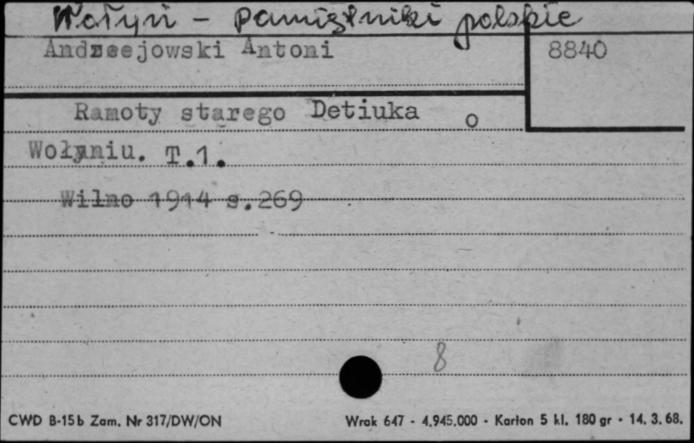 Wołyń - pamiętniki polskie
Andrzeejowski Antoni 8840
Ramoty starego Detiuka o
Wołyniu. T.1.
Wilno 1914 s.269
8
CWD B-15b Zam. Nr 317/DW/ON Wrok 647 - 4.945.000 - Karton 5 kl. 180 gr - 14. 3. 68.